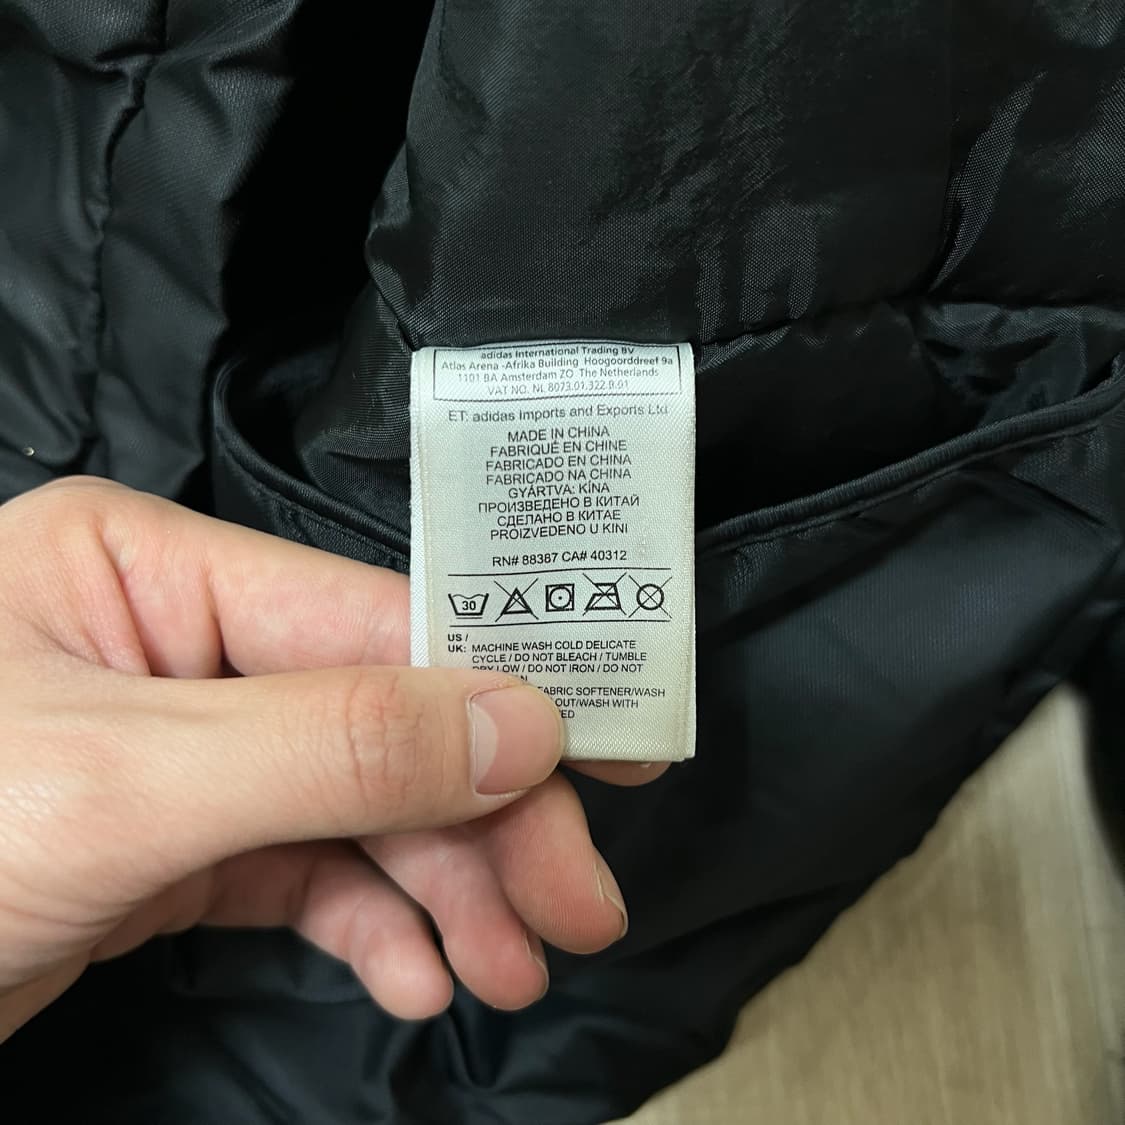 adidas International Trading BV
Atlas Arena -Afrika Building Hoogoorddreef 9a
1101 BA Amsterdam ZO The Netherlands
VAT NO. NL 8073.01.322.B.01
ET: adidas Imports and Exports Ltd
MADE IN CHINA
FABRIQUÉ EN CHINE
FABRICADO EN CHINA
FABRICADO NA CHINA
GYÁRTVA: KÍNA
ПРОИЗВЕДЕНО В КИТАЙ
СДЕЛАНО В КИТАЕ
PROIZVEDENO U KINI
RN# 88387 CA# 40312
30
US /
UK: MACHINE WASH COLD DELICATE
CYCLE / DO NOT BLEACH / TUMBLE
DRY LOW / DO NOT IRON / DO NOT
FABRIC SOFTENER/WASH
OUT/WASH WITH